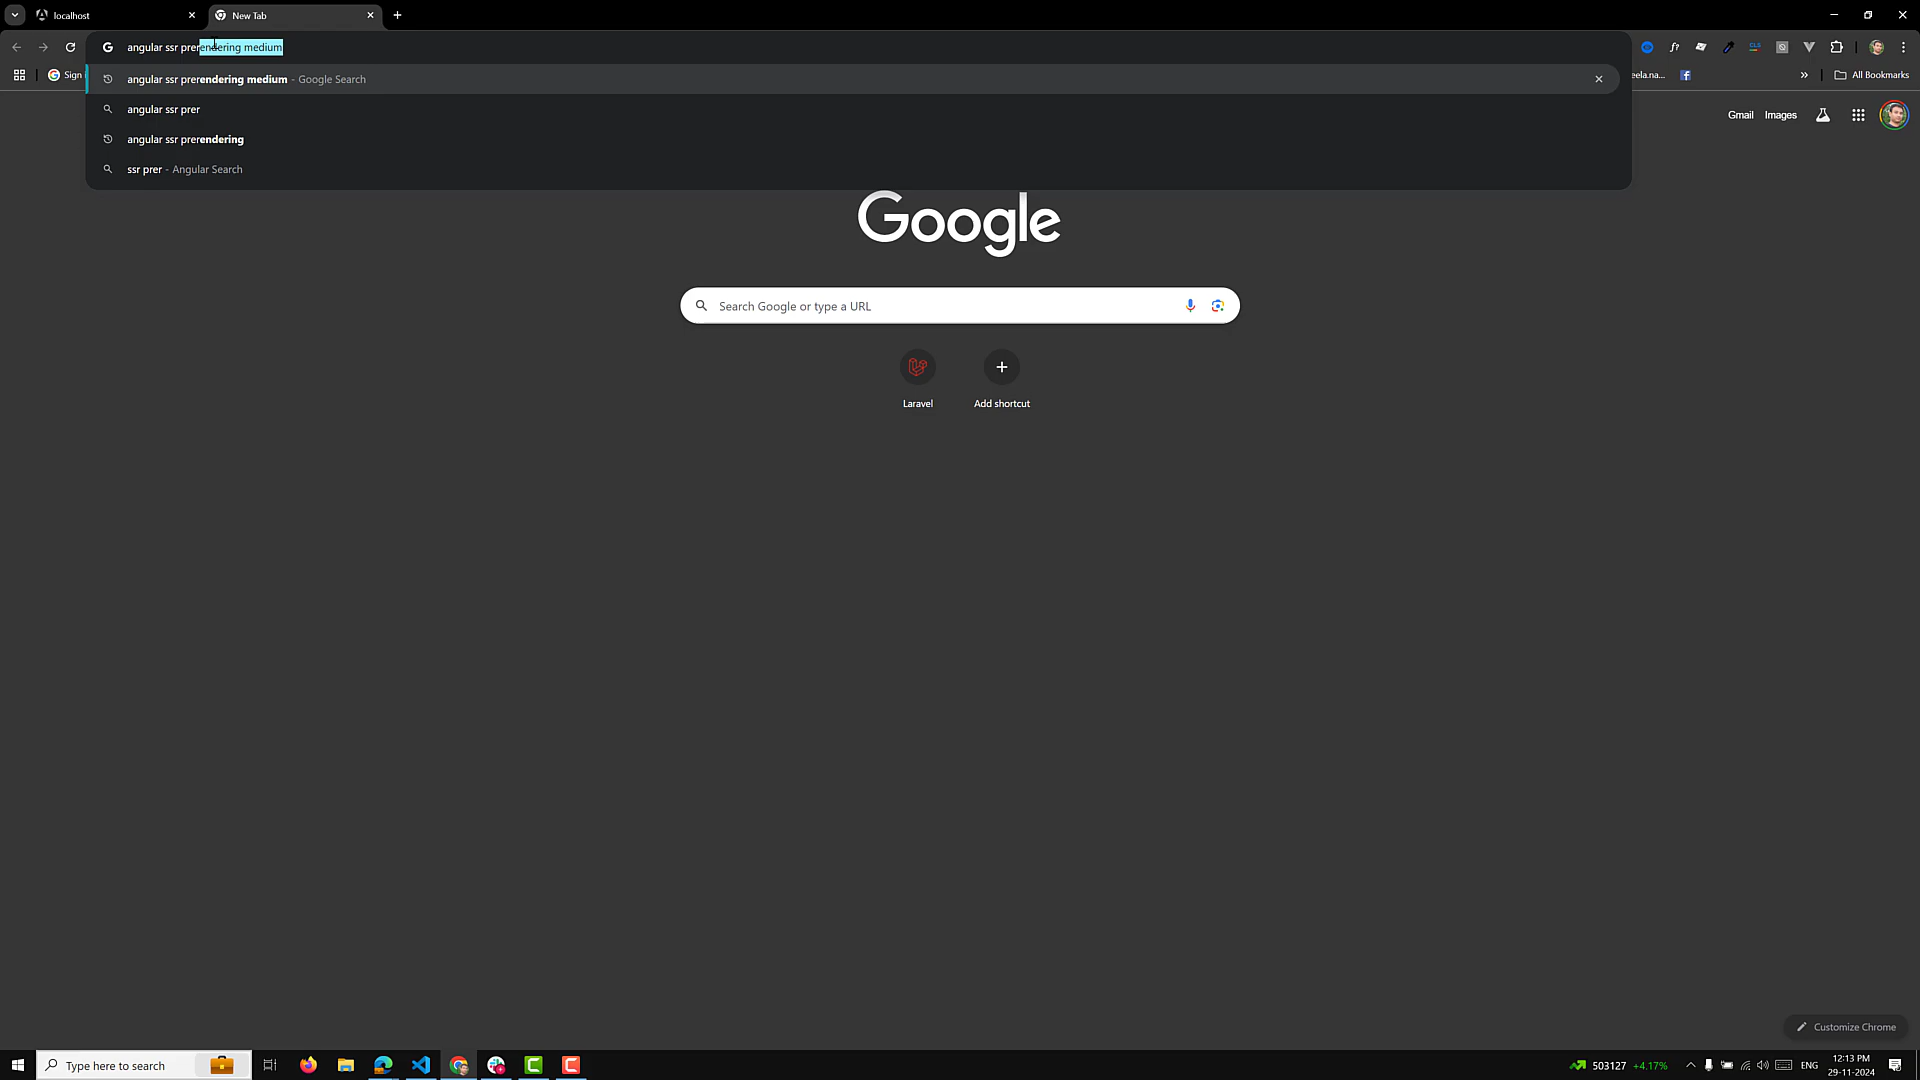 localhost
New Tab
angular ssr prerendering medium
Sign i
eela.na...
All Bookmarks
angular ssr prerendering medium - Google Search
angular ssr prer
angular ssr prerendering
ssr prer - Angular Search
Gmail Images
Google
Search Google or type a URL
Laravel
Add shortcut
Customize Chrome
Type here to search
503127 +4.17%
ENG
12:13 PM
29-11-2024